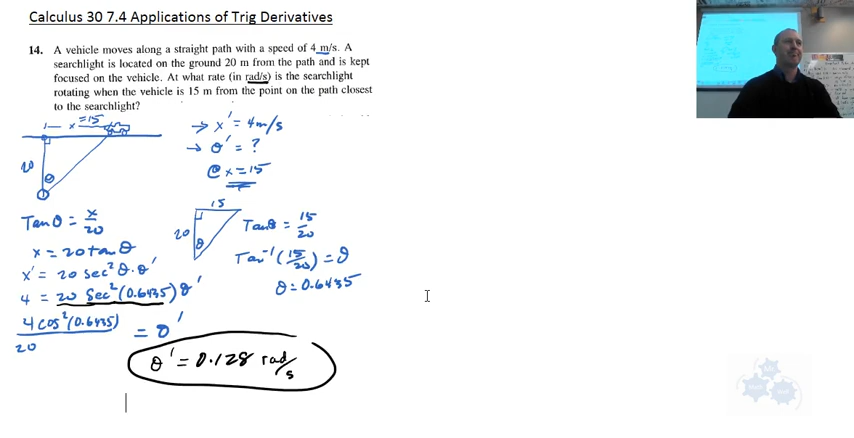 Calculus 30 7.4 Applications of Trig Derivatives
14. A vehicle moves along a straight path with a speed of 4 m/s. A
searchlight is located on the ground 20 m from the path and is kept
focused on the vehicle. At what rate (in rad/s) is the searchlight
rotating when the vehicle is 15 m from the point on the path closest
to the searchlight?
x = 15
20
θ
→ x' = 4 m/s
→ θ' = ?
@ x = 15
15
20
θ
Tan θ = x/20
x = 20 tan θ
x' = 20 sec² θ · θ'
4 = 20 sec² (0.6435) θ'
4 cos² (0.6435) / 20 = θ'
Tan θ = 15/20
Tan⁻¹ (15/20) = θ
θ = 0.6435
θ' = 0.128 rad/s